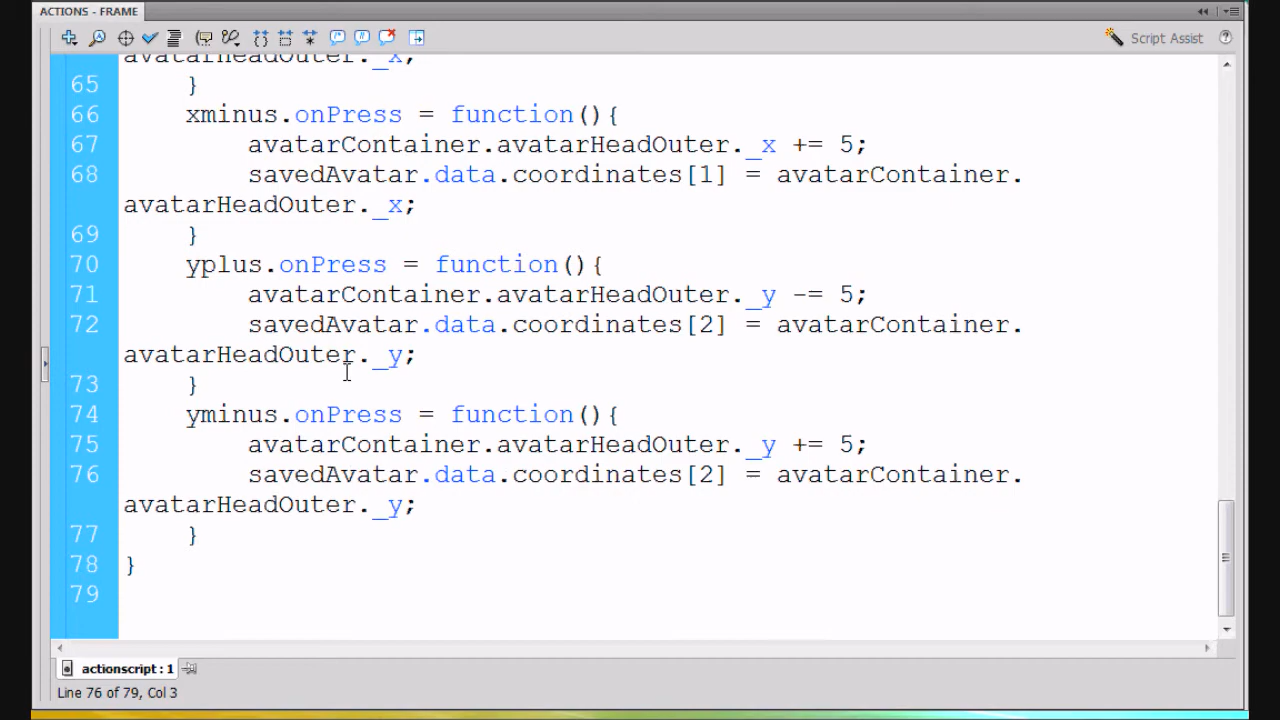 ACTIONS - FRAME
Script Assist
avatarHeadOuter._x;
65 }
66 xminus.onPress = function(){
67 avatarContainer.avatarHeadOuter._x += 5;
68 savedAvatar.data.coordinates[1] = avatarContainer.
avatarHeadOuter._x;
69 }
70 yplus.onPress = function(){
71 avatarContainer.avatarHeadOuter._y -= 5;
72 savedAvatar.data.coordinates[2] = avatarContainer.
avatarHeadOuter._y;
73 }
74 yminus.onPress = function(){
75 avatarContainer.avatarHeadOuter._y += 5;
76 savedAvatar.data.coordinates[2] = avatarContainer.
avatarHeadOuter._y;
77 }
78 }
79
actionscript : 1
Line 76 of 79, Col 3